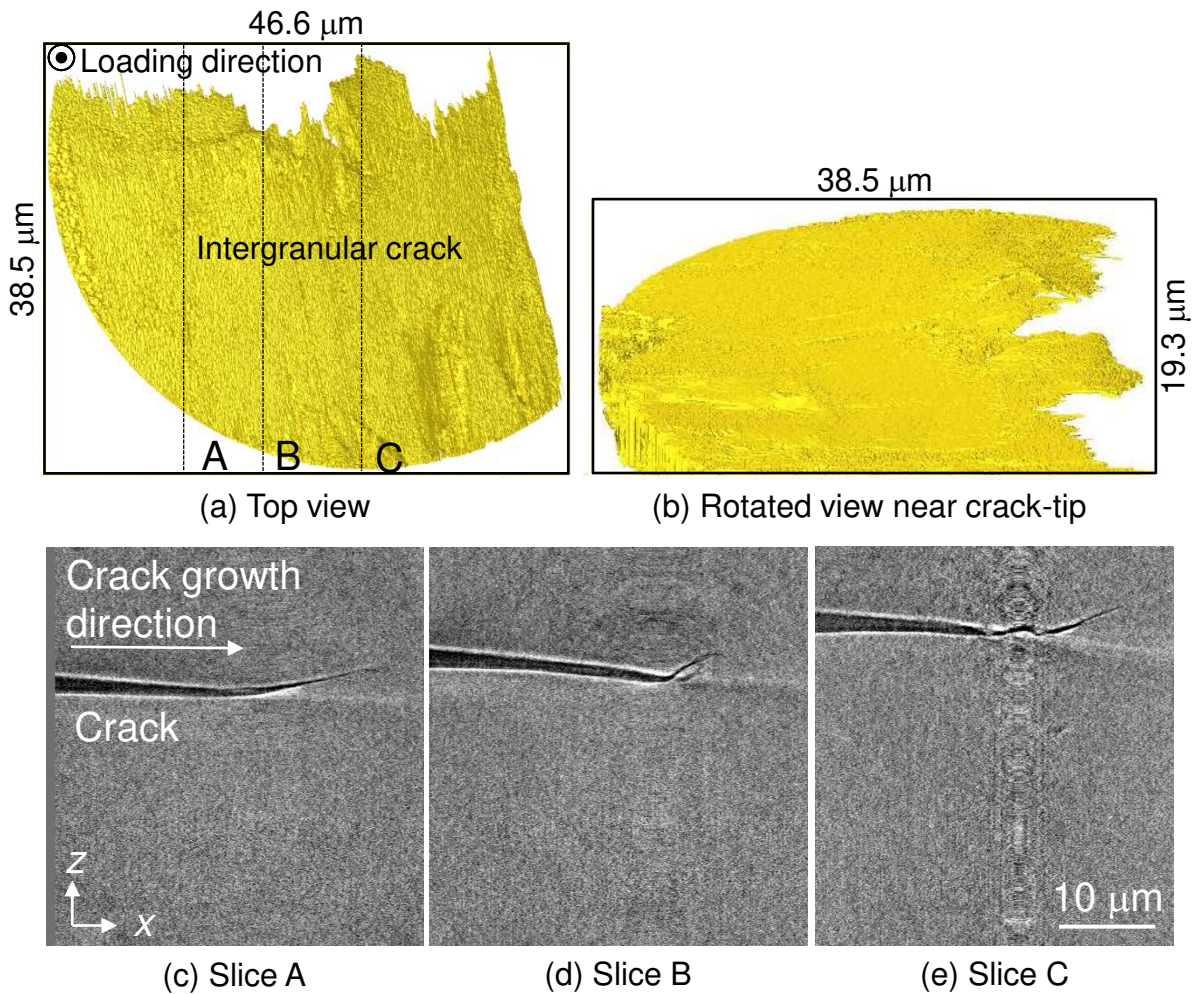 46.6 μm
Loading direction
38.5 μm
Intergranular crack
A B C
(a) Top view
38.5 μm
19.3 μm
(b) Rotated view near crack-tip
Crack growth
direction
Crack
z
x
10 μm
(c) Slice A
(d) Slice B
(e) Slice C